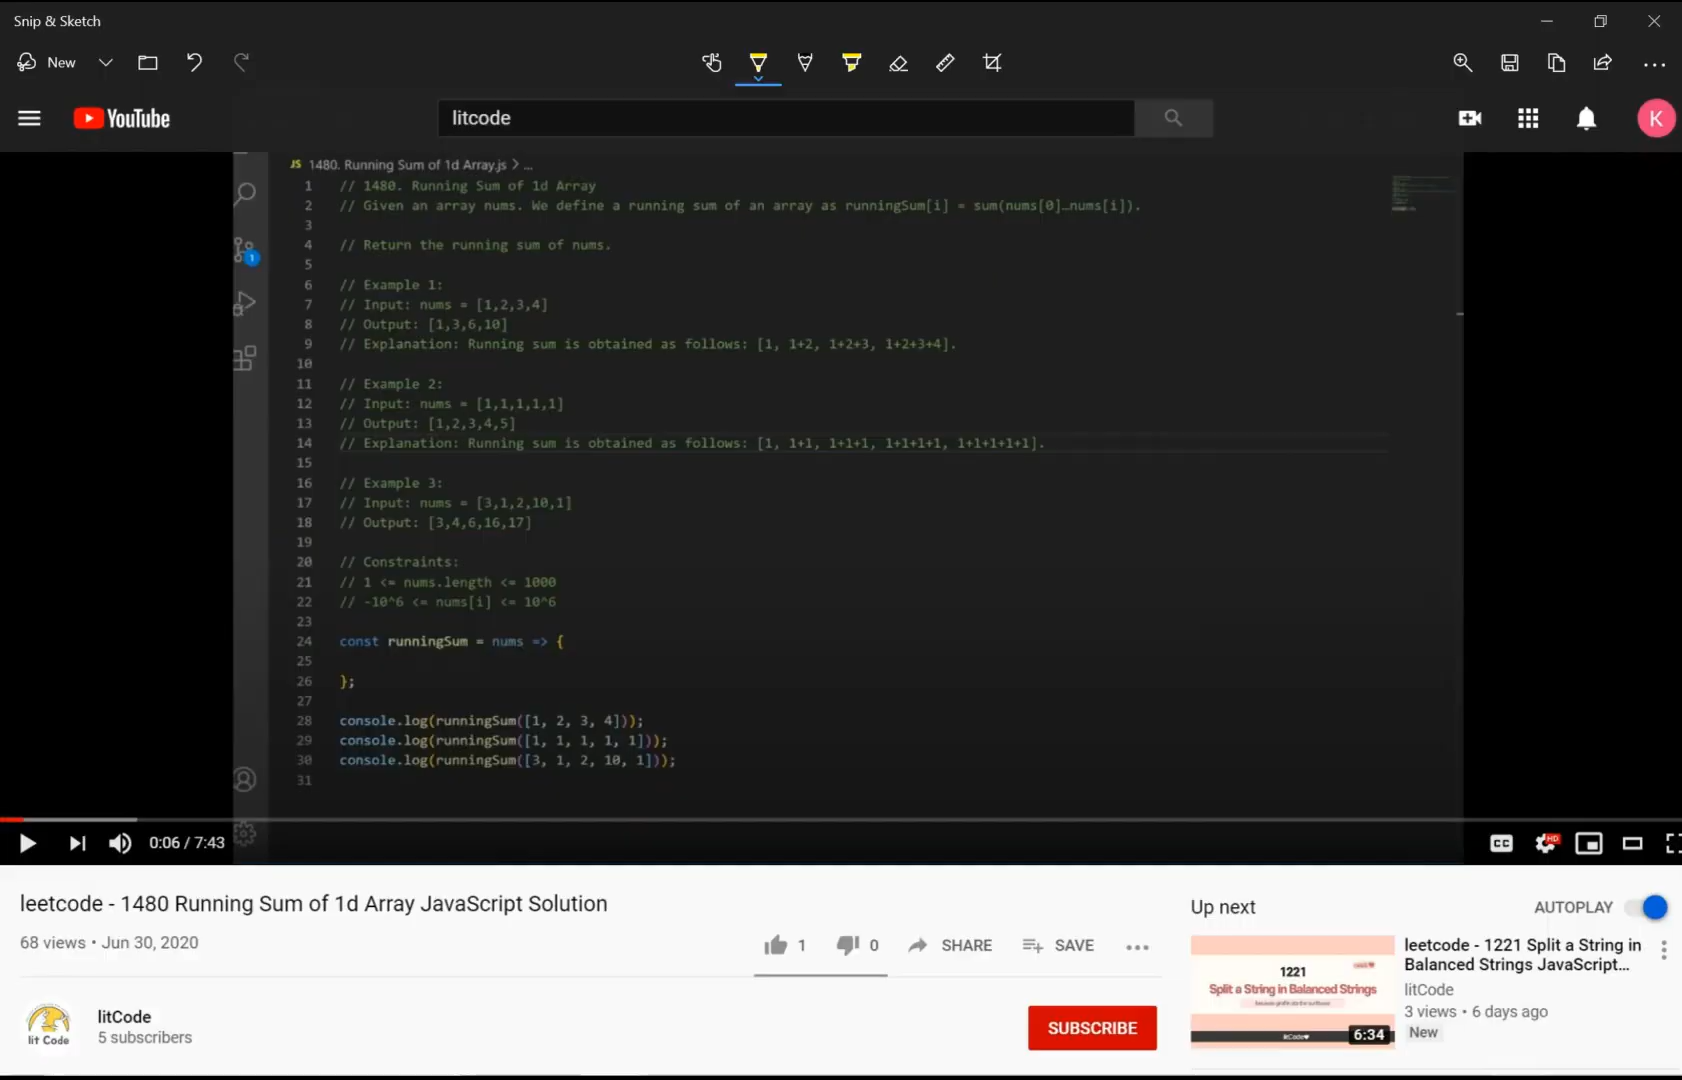 Snip & Sketch
New
YouTube
litcode
K
JS 1480. Running Sum of 1d Array.js > ...
1 // 1480. Running Sum of 1d Array
2 // Given an array nums. We define a running sum of an array as runningSum[i] = sum(nums[0]…nums[i]).
3
4 // Return the running sum of nums.
5
6 // Example 1:
7 // Input: nums = [1,2,3,4]
8 // Output: [1,3,6,10]
9 // Explanation: Running sum is obtained as follows: [1, 1+2, 1+2+3, 1+2+3+4].
10
11 // Example 2:
12 // Input: nums = [1,1,1,1,1]
13 // Output: [1,2,3,4,5]
14 // Explanation: Running sum is obtained as follows: [1, 1+1, 1+1+1, 1+1+1+1, 1+1+1+1+1].
15
16 // Example 3:
17 // Input: nums = [3,1,2,10,1]
18 // Output: [3,4,6,16,17]
19
20 // Constraints:
21 // 1 <= nums.length <= 1000
22 // -10^6 <= nums[i] <= 10^6
23
24 const runningSum = nums => {
25
26 };
27
28 console.log(runningSum([1, 2, 3, 4]));
29 console.log(runningSum([1, 1, 1, 1, 1]));
30 console.log(runningSum([3, 1, 2, 10, 1]));
31
1
0:06 / 7:43
CC
HD
leetcode - 1480 Running Sum of 1d Array JavaScript Solution
68 views • Jun 30, 2020
1 0 SHARE SAVE
lit Code
litCode
5 subscribers
SUBSCRIBE
Up next
AUTOPLAY
1221
Split a String in Balanced Strings
litCode
6:34
leetcode - 1221 Split a String in
Balanced Strings JavaScript...
litCode
3 views • 6 days ago
New